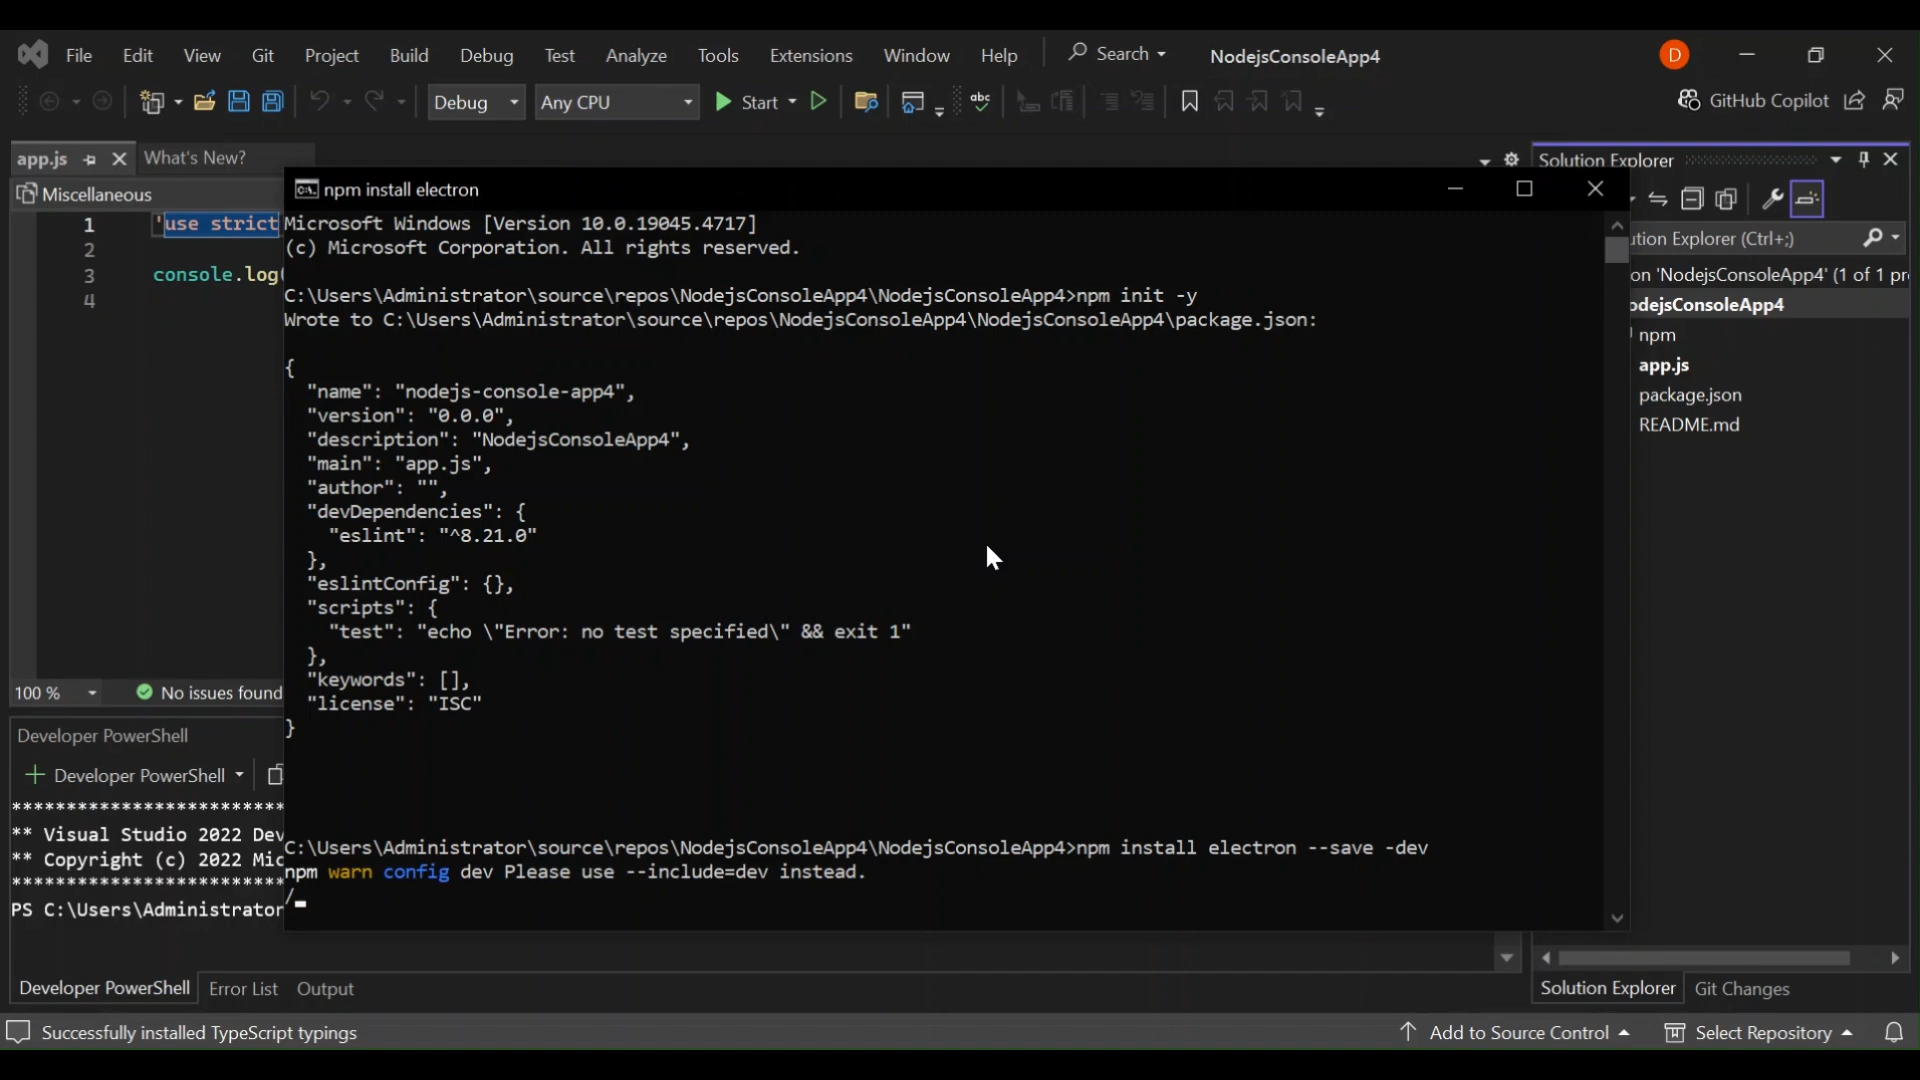 File Edit View Git Project Build Debug Test Analyze Tools Extensions Window Help Search NodejsConsoleApp4 D
Debug Any CPU Start abc GitHub Copilot
app.js What's New? Solution Explorer
Miscellaneous
1 'use strict
2
3 console.log(
4
100 % No issues found
npm install electron
Microsoft Windows [Version 10.0.19045.4717]
(c) Microsoft Corporation. All rights reserved.
C:\Users\Administrator\source\repos\NodejsConsoleApp4\NodejsConsoleApp4>npm init -y
Wrote to C:\Users\Administrator\source\repos\NodejsConsoleApp4\NodejsConsoleApp4\package.json:
{
"name": "nodejs-console-app4",
"version": "0.0.0",
"description": "NodejsConsoleApp4",
"main": "app.js",
"author": "",
"devDependencies": {
"eslint": "^8.21.0"
},
"eslintConfig": {},
"scripts": {
"test": "echo \"Error: no test specified\" && exit 1"
},
"keywords": [],
"license": "ISC"
}
C:\Users\Administrator\source\repos\NodejsConsoleApp4\NodejsConsoleApp4>npm install electron --save -dev
npm warn config dev Please use --include=dev instead.
/
ution Explorer (Ctrl+;)
on 'NodejsConsoleApp4' (1 of 1 pr
odejsConsoleApp4
npm
app.js
package.json
README.md
Developer PowerShell
Developer PowerShell
*************************
** Visual Studio 2022 Dev
** Copyright (c) 2022 Mic
*************************
PS C:\Users\Administrator
Developer PowerShell Error List Output
Solution Explorer Git Changes
Successfully installed TypeScript typings Add to Source Control Select Repository